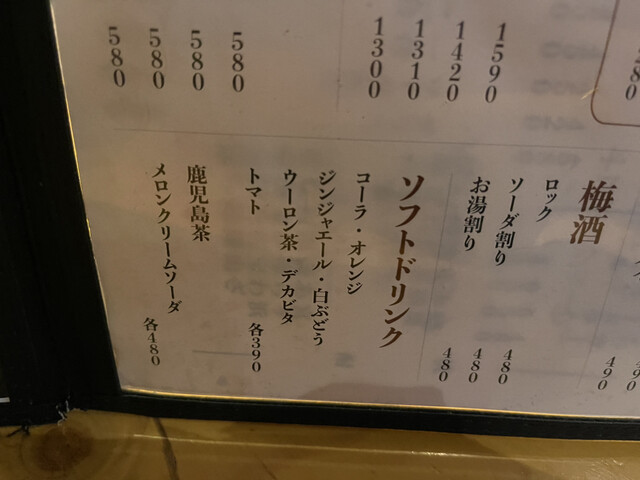 280
1590
1420
1310
1300
580
580
580
580
490
490
梅酒
ロック
ソーダ割り 480
お湯割り 480
480
ソフトドリンク
コーラ・オレンジ
ジンジャエール・白ぶどう
ウーロン茶・デカビタ
トマト 各390
鹿児島茶
メロンクリームソーダ 各480